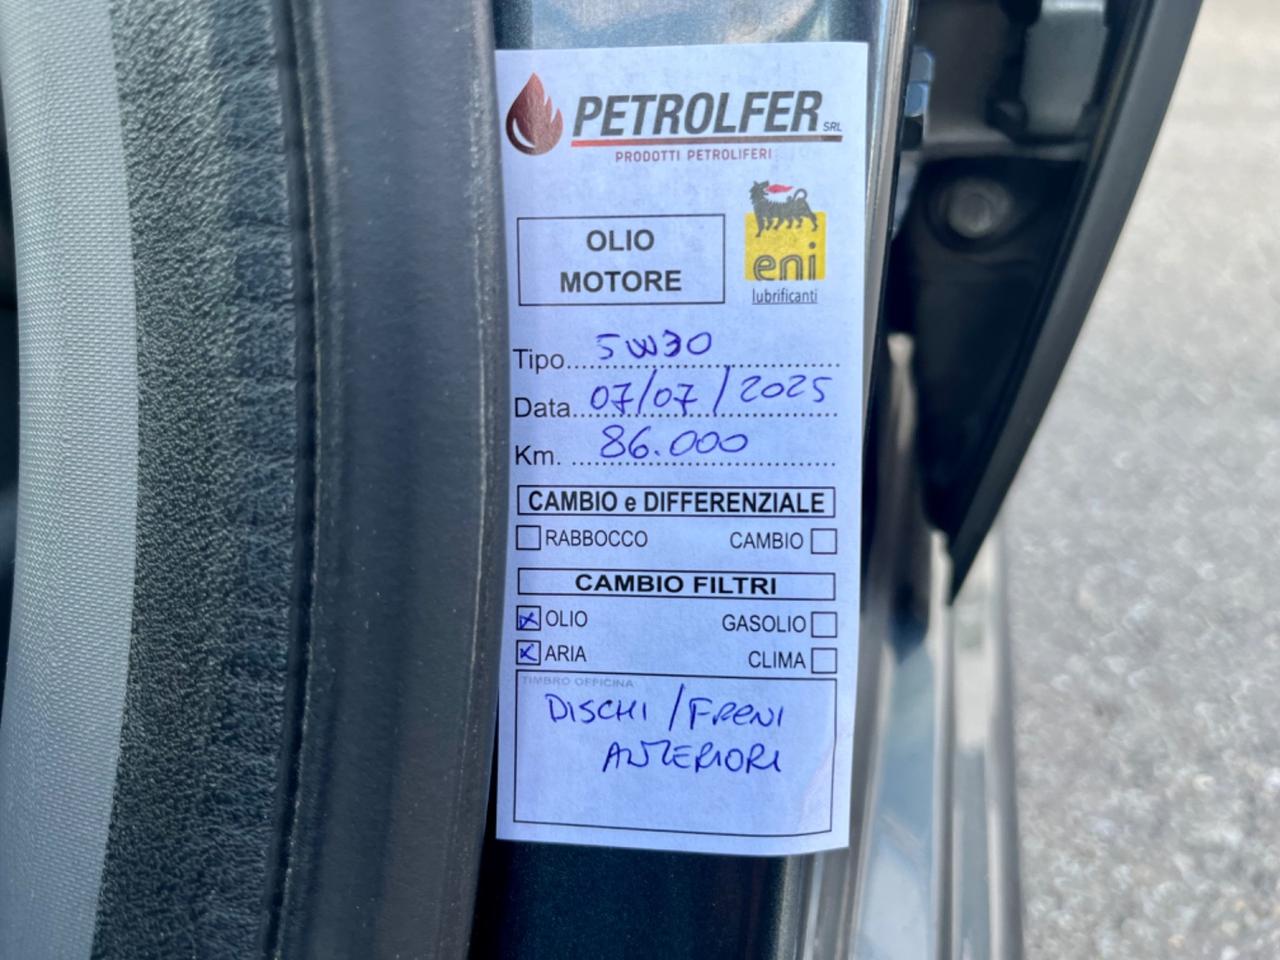 PETROLFER SRL
PRODOTTI PETROLIFERI
OLIO
MOTORE
eni
lubrificanti
Tipo 5W30
Data 07/07/2025
Km. 86.000
CAMBIO e DIFFERENZIALE
RABBOCCO CAMBIO
CAMBIO FILTRI
OLIO GASOLIO
ARIA CLIMA
TIMBRO OFFICINA
DISCHI/FRENI
ANTERIORI